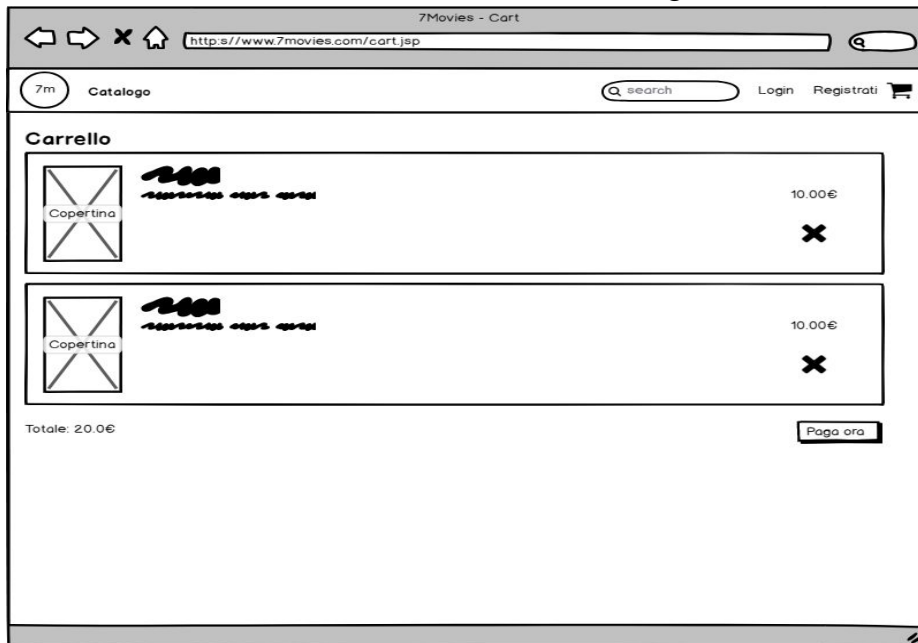 7Movies - Cart
http:s//www.7movies.com/cart.jsp
7m Catalogo search Login Registrati
Carrello
Copertina
10.00€
Copertina
10.00€
Totale: 20.0€ Paga ora